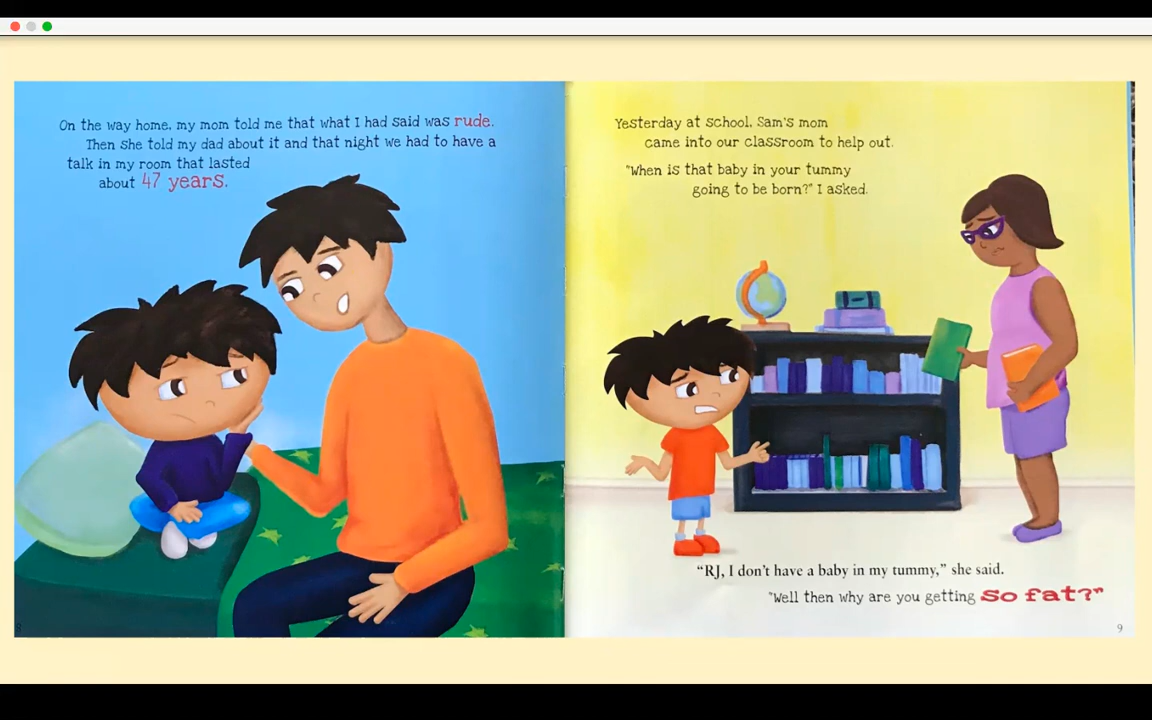 On the way home, my mom told me that what I had said was rude.
Then she told my dad about it and that night we had to have a
talk in my room that lasted
about 47 years.
8
Yesterday at school, Sam's mom
came into our classroom to help out.
"When is that baby in your tummy
going to be born?" I asked.
“RJ, I don’t have a baby in my tummy,” she said.
"Well then why are you getting so fat?"
9